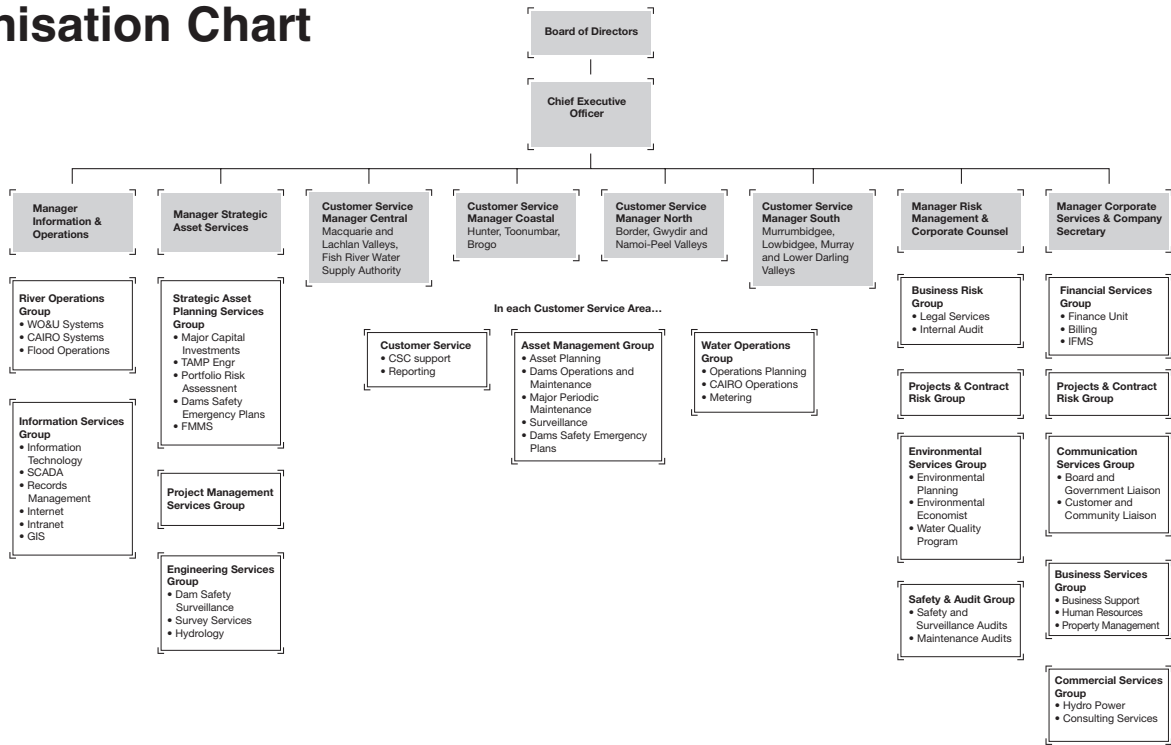 nisation Chart
Board of Directors
Chief Executive
Officer
Manager
Information &
Operations
Manager Strategic
Asset Services
Customer Service
Manager Central
Macquarie and
Lachlan Valleys,
Fish River Water
Supply Authority
Customer Service
Manager Coastal
Hunter, Toonumbar,
Brogo
Customer Service
Manager North
Border, Gwydir and
Namoi-Peel Valleys
Customer Service
Manager South
Murrumbidgee,
Lowbidgee, Murray
and Lower Darling
Valleys
Manager Risk
Management &
Corporate Counsel
Manager Corporate
Services & Company
Secretary
River Operations
Group
• WO&U Systems
• CAIRO Systems
• Flood Operations
Information Services
Group
• Information
Technology
• SCADA
• Records
Management
• Internet
• Intranet
• GIS
Strategic Asset
Planning Services
Group
• Major Capital
Investments
• TAMP Engr
• Portfolio Risk
Assessnent
• Dams Safety
Emergency Plans
• FMMS
Project Management
Services Group
Engineering Services
Group
• Dam Safety
Surveillance
• Survey Services
• Hydrology
In each Customer Service Area...
Customer Service
• CSC support
• Reporting
Asset Management Group
• Asset Planning
• Dams Operations and
Maintenance
• Major Periodic
Maintenance
• Surveillance
• Dams Safety Emergency
Plans
Water Operations
Group
• Operations Planning
• CAIRO Operations
• Metering
Business Risk
Group
• Legal Services
• Internal Audit
Projects & Contract
Risk Group
Environmental
Services Group
• Environmental
Planning
• Environmental
Economist
• Water Quality
Program
Safety & Audit Group
• Safety and
Surveillance Audits
• Maintenance Audits
Financial Services
Group
• Finance Unit
• Billing
• IFMS
Projects & Contract
Risk Group
Communication
Services Group
• Board and
Government Liaison
• Customer and
Community Liaison
Business Services
Group
• Business Support
• Human Resources
• Property Management
Commercial Services
Group
• Hydro Power
• Consulting Services